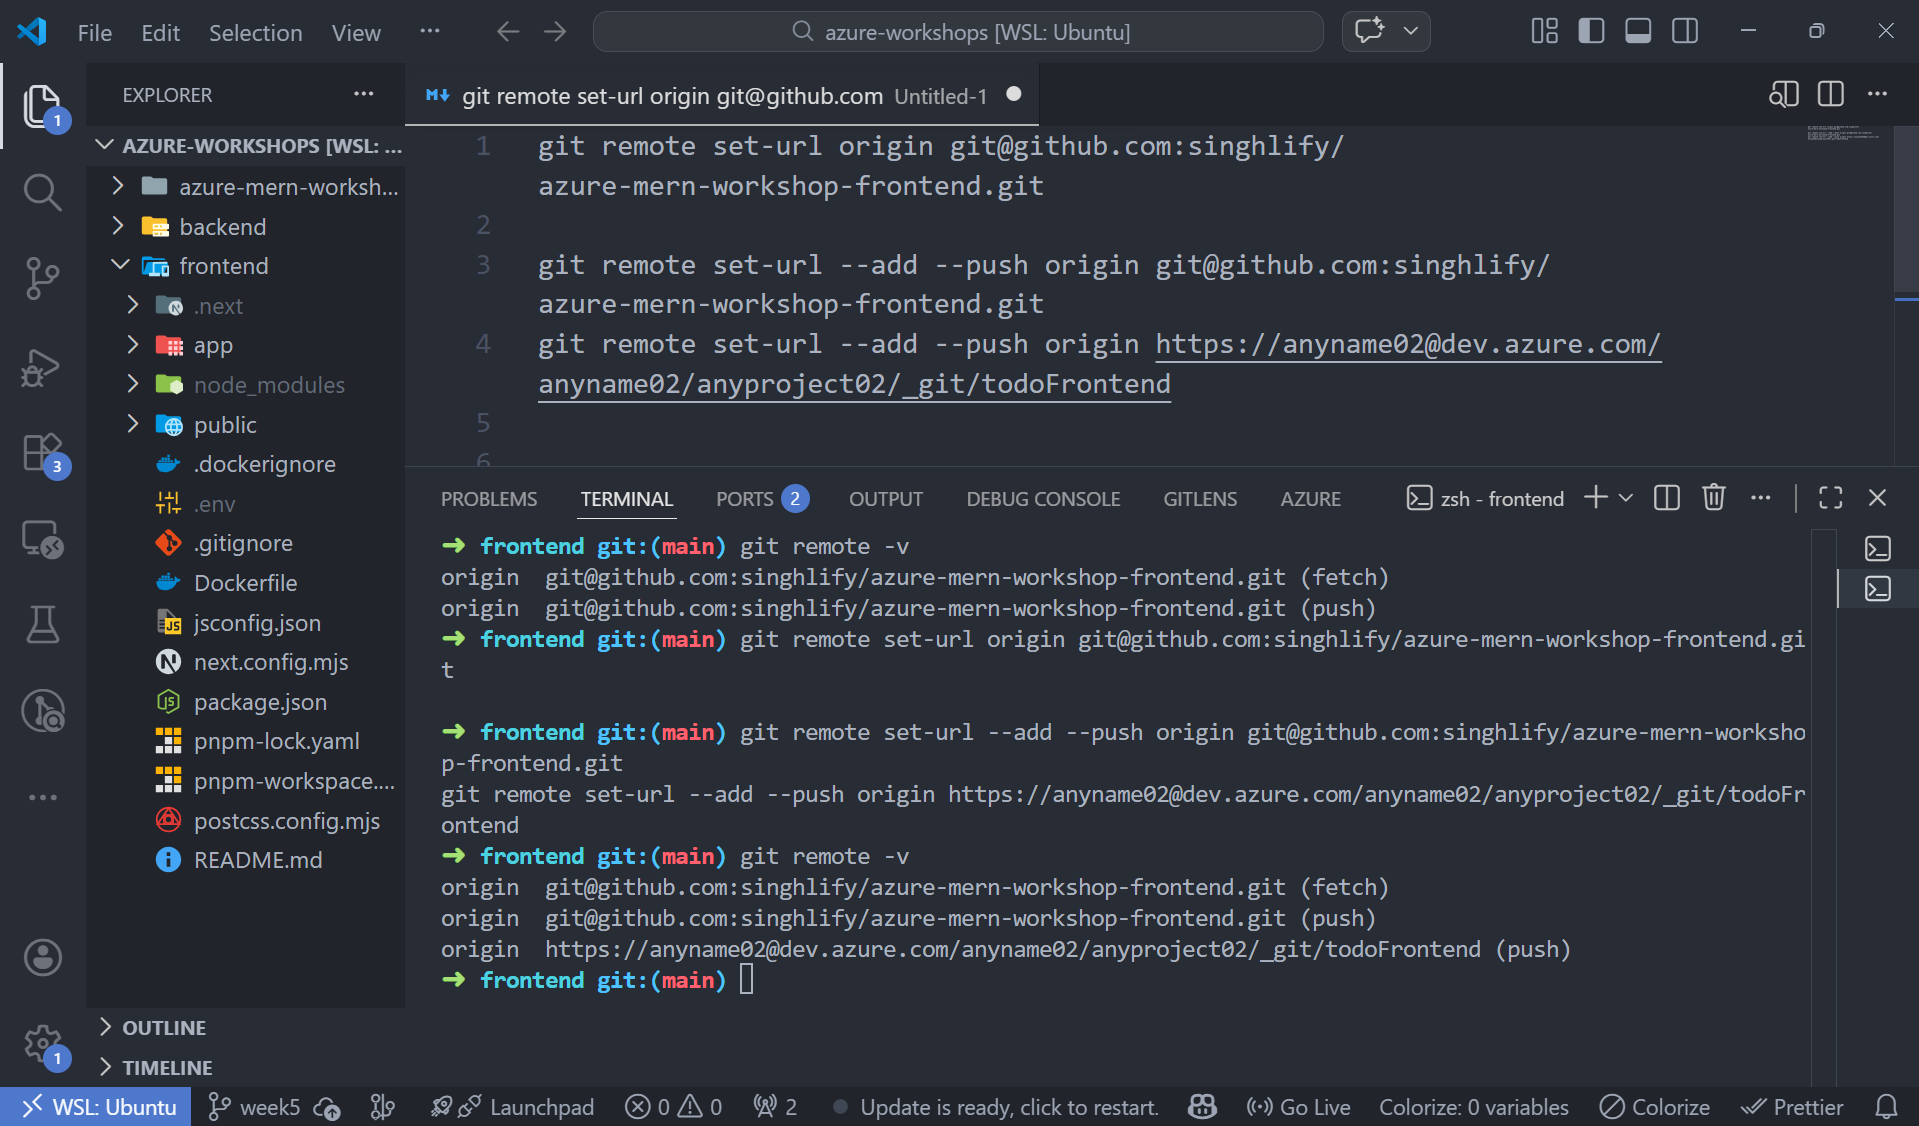 File Edit Selection View ···
azure-workshops [WSL: Ubuntu]
EXPLORER ···
1
AZURE-WORKSHOPS [WSL: ...
azure-mern-worksh...
backend
frontend
.next
app
node_modules
public
.dockerignore
.env
.gitignore
Dockerfile
jsconfig.json
next.config.mjs
package.json
pnpm-lock.yaml
pnpm-workspace....
postcss.config.mjs
README.md
OUTLINE
TIMELINE
3
1
git remote set-url origin git@github.com Untitled-1
1 git remote set-url origin git@github.com:singhlify/
azure-mern-workshop-frontend.git
2
3 git remote set-url --add --push origin git@github.com:singhlify/
azure-mern-workshop-frontend.git
4 git remote set-url --add --push origin https://anyname02@dev.azure.com/
anyname02/anyproject02/_git/todoFrontend
5
6
PROBLEMS TERMINAL PORTS 2 OUTPUT DEBUG CONSOLE GITLENS AZURE zsh - frontend
➜ frontend git:(main) git remote -v
origin git@github.com:singhlify/azure-mern-workshop-frontend.git (fetch)
origin git@github.com:singhlify/azure-mern-workshop-frontend.git (push)
➜ frontend git:(main) git remote set-url origin git@github.com:singhlify/azure-mern-workshop-frontend.gi
t
➜ frontend git:(main) git remote set-url --add --push origin git@github.com:singhlify/azure-mern-worksho
p-frontend.git
git remote set-url --add --push origin https://anyname02@dev.azure.com/anyname02/anyproject02/_git/todoFr
ontend
➜ frontend git:(main) git remote -v
origin git@github.com:singhlify/azure-mern-workshop-frontend.git (fetch)
origin git@github.com:singhlify/azure-mern-workshop-frontend.git (push)
origin https://anyname02@dev.azure.com/anyname02/anyproject02/_git/todoFrontend (push)
➜ frontend git:(main)
WSL: Ubuntu week5 Launchpad 0 0 2 Update is ready, click to restart. Go Live Colorize: 0 variables Colorize Prettier